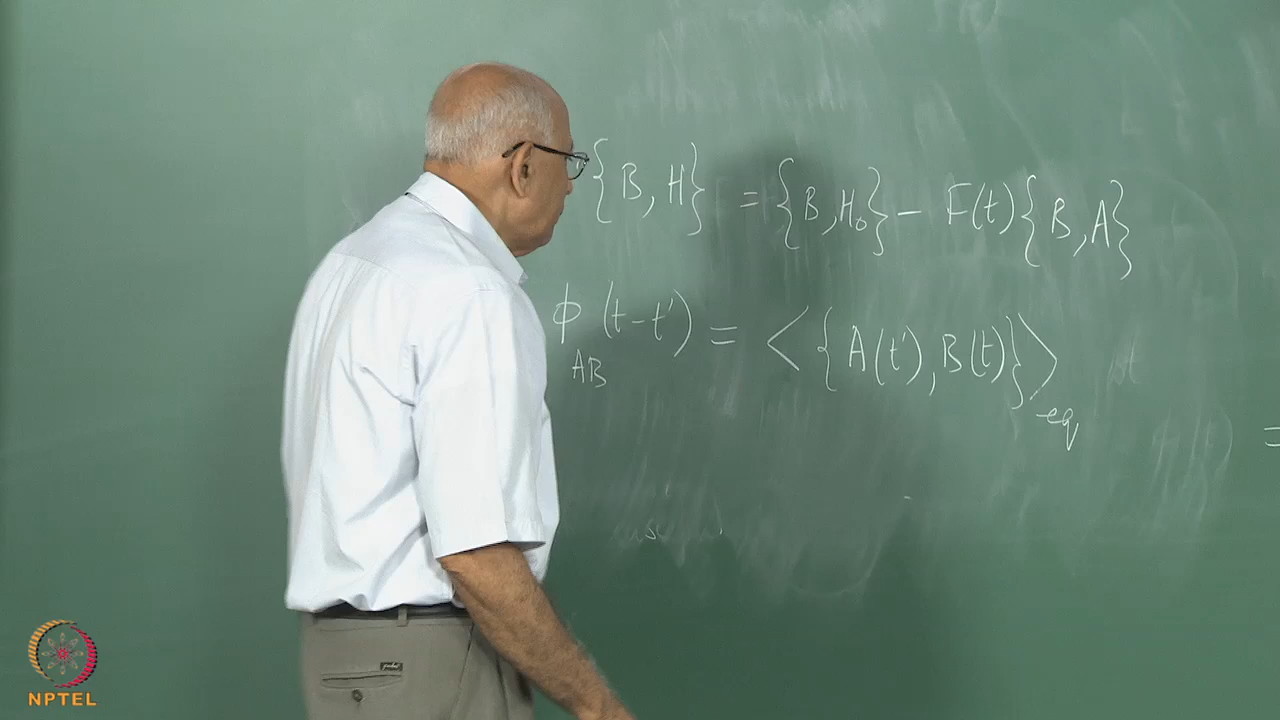 {B, H} = {B, H₀} - F(t){B, A}
ϕ_AB (t-t') = <{A(t'), B(t)}>_eq
=
NPTEL